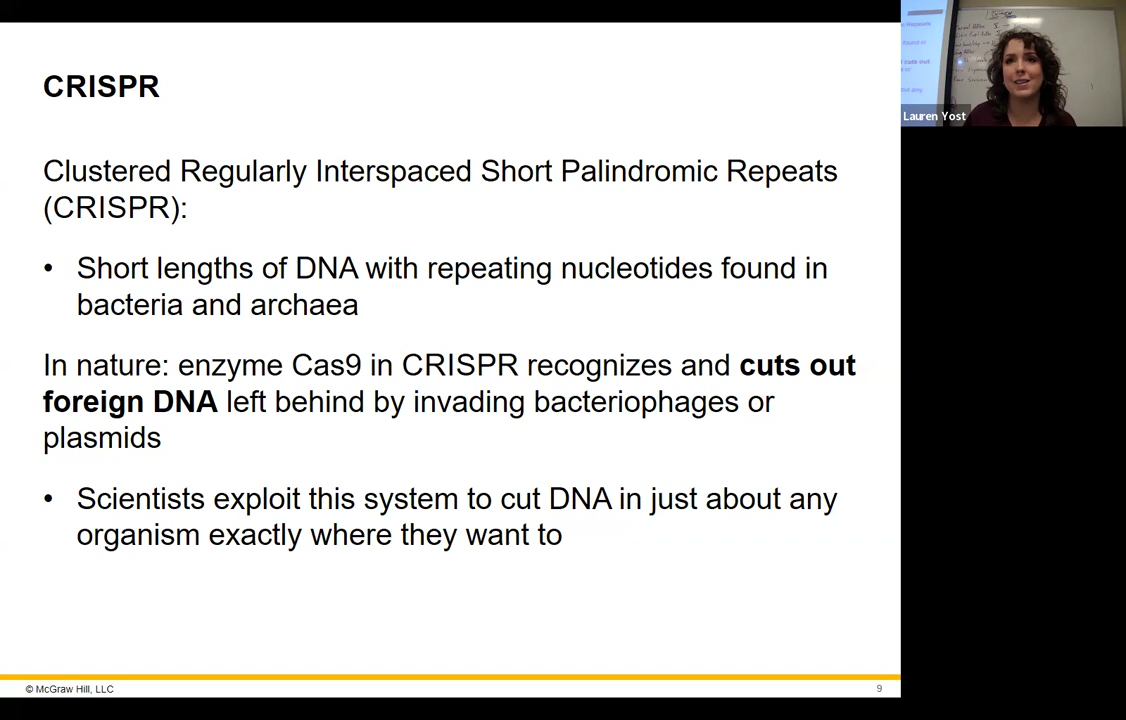 CRISPR
Clustered Regularly Interspaced Short Palindromic Repeats
(CRISPR):
• Short lengths of DNA with repeating nucleotides found in
bacteria and archaea
In nature: enzyme Cas9 in CRISPR recognizes and cuts out
foreign DNA left behind by invading bacteriophages or
plasmids
• Scientists exploit this system to cut DNA in just about any
organism exactly where they want to
© McGraw Hill, LLC
9
Lauren Yost